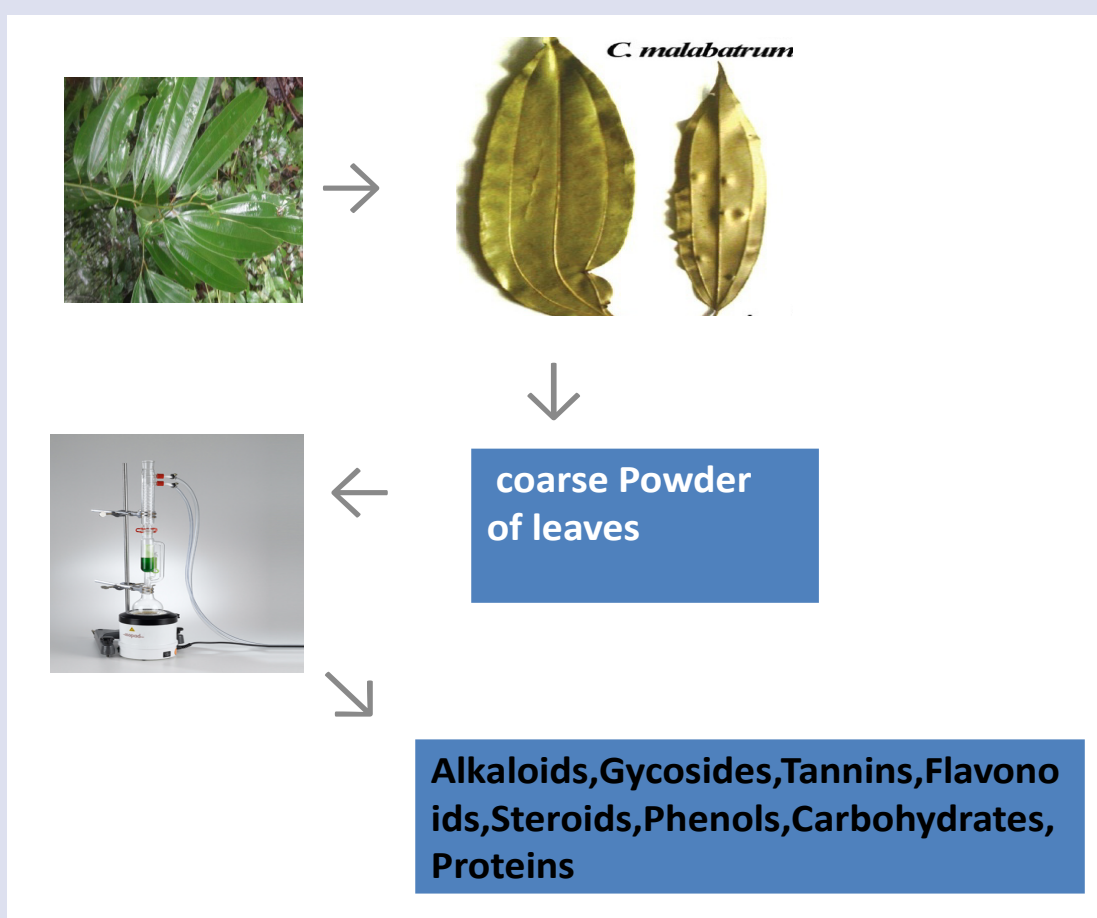 C. malabatrum
coarse Powder
of leaves
Alkaloids,Gycosides,Tannins,Flavono
ids,Steroids,Phenols,Carbohydrates,
Proteins